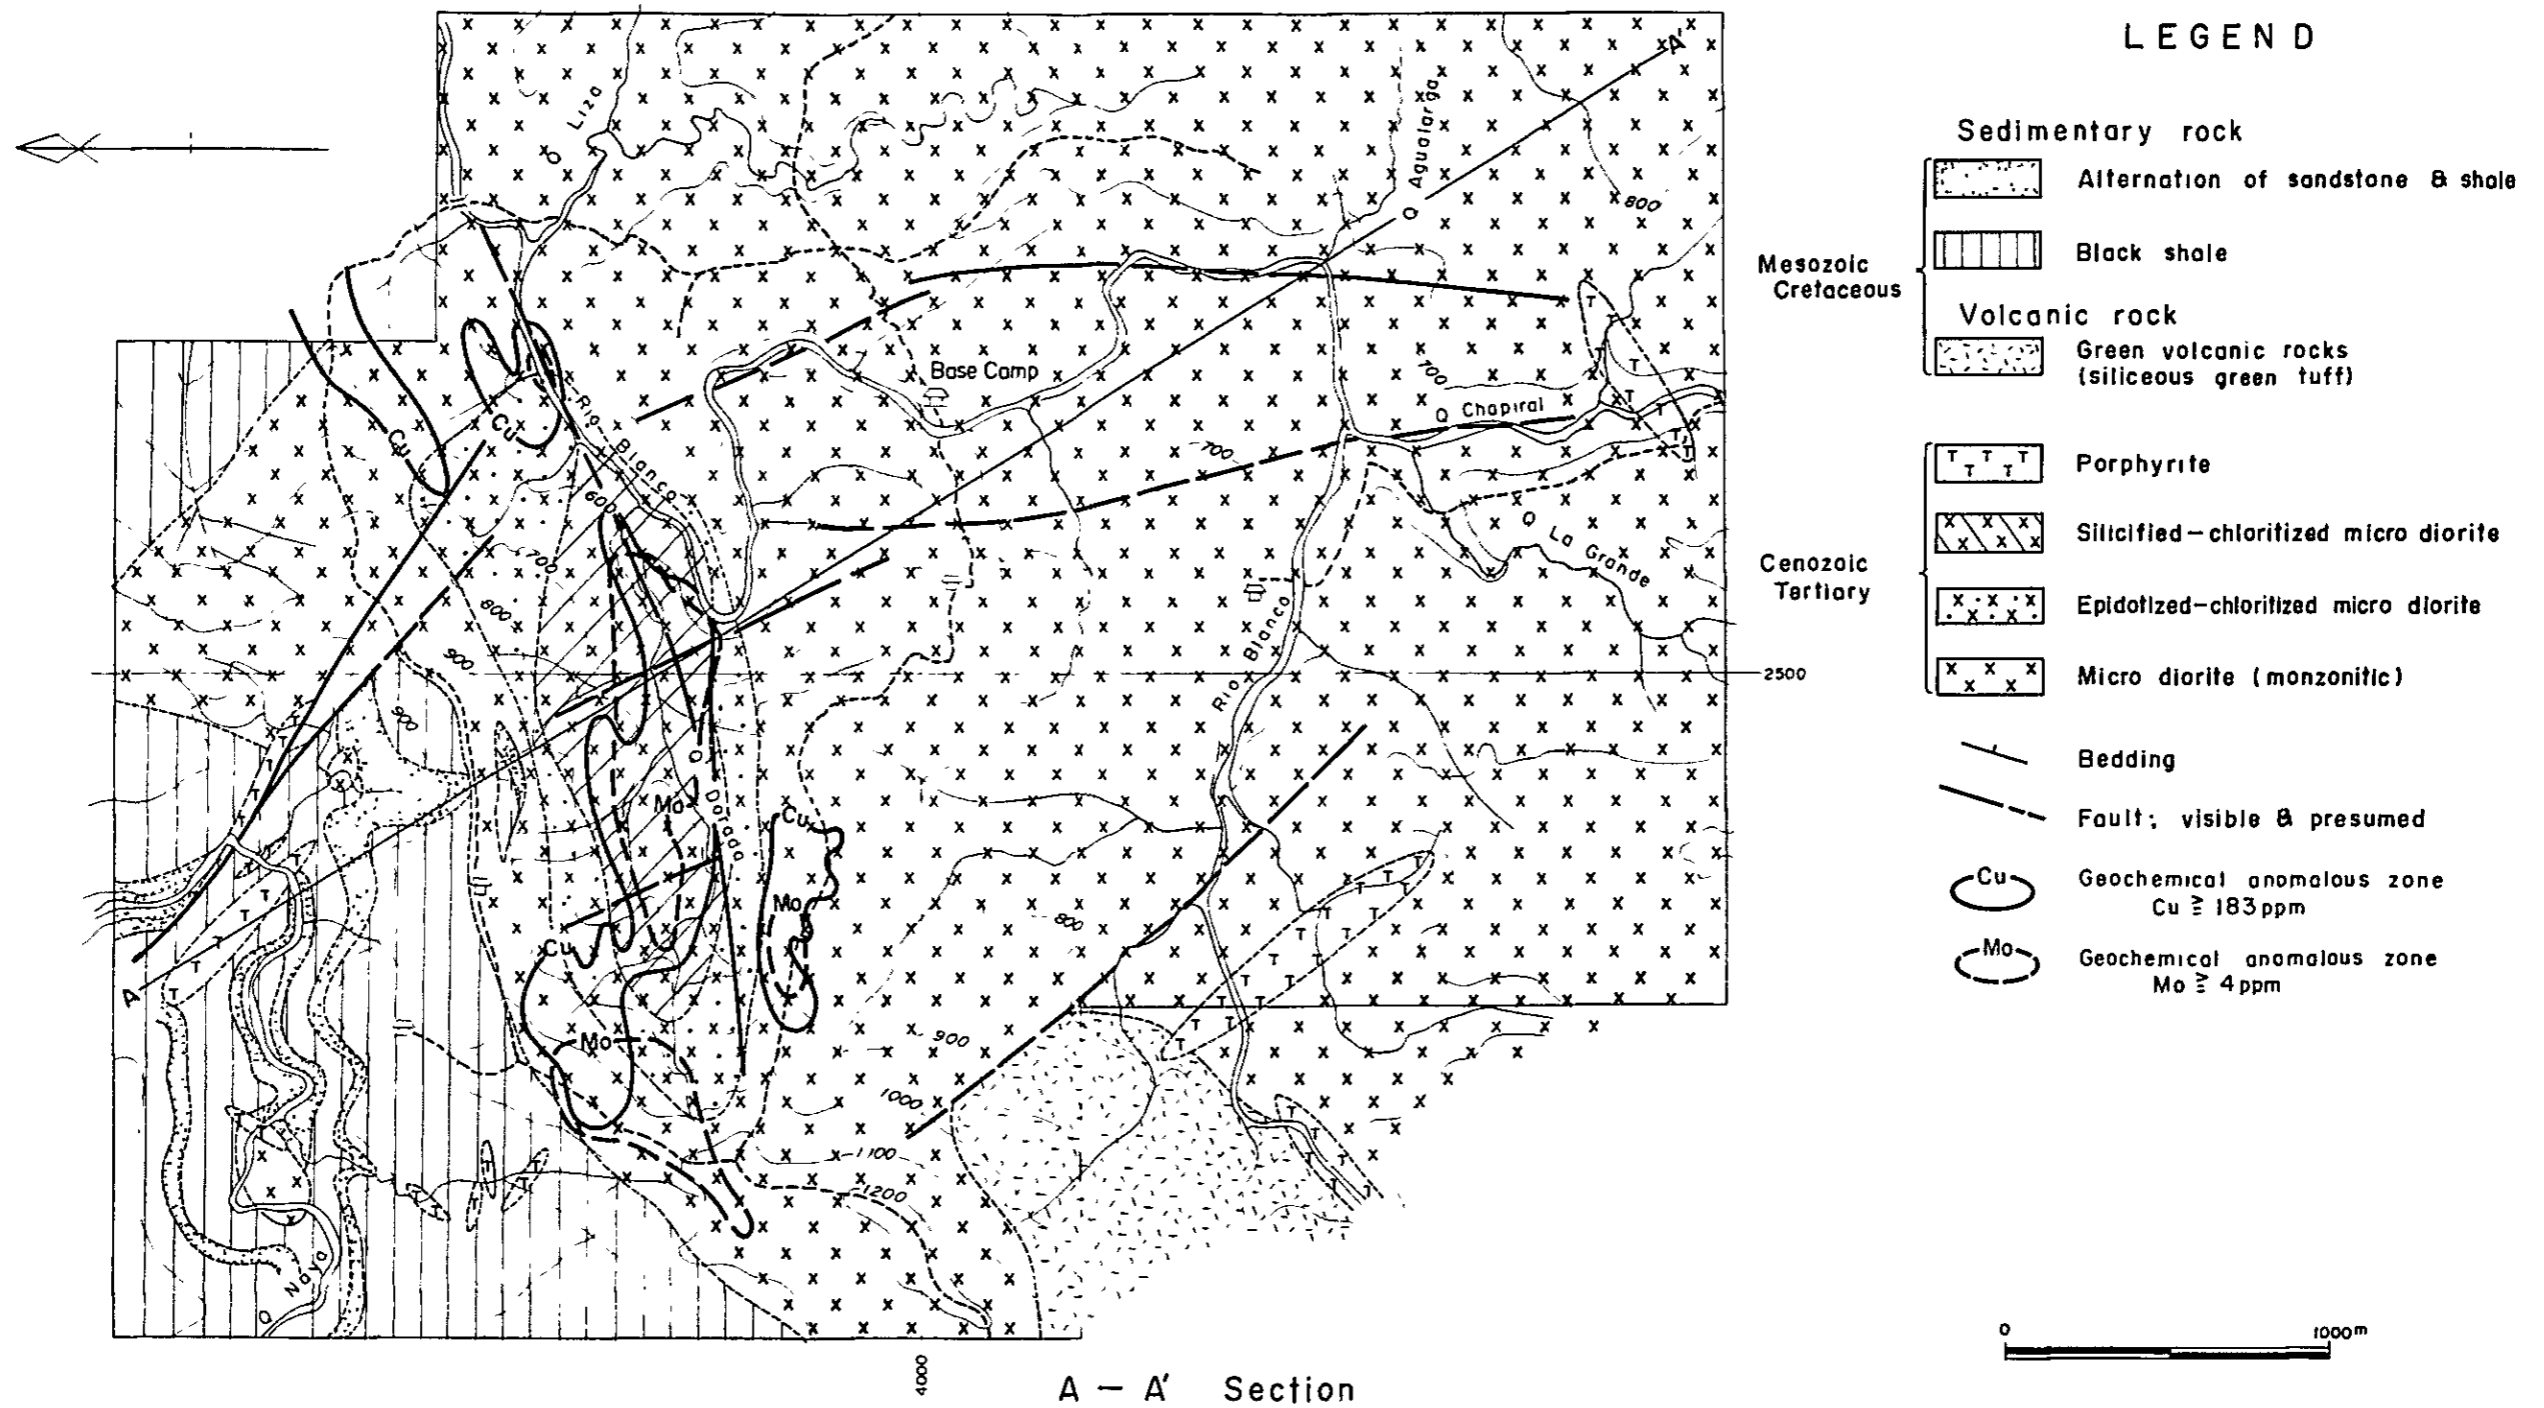 LEGEND
Sedimentary rock
Alternation of sandstone & shale
Black shale
Mesozoic
Cretaceous
Volcanic rock
Green volcanic rocks
(siliceous green tuff)
Porphyrite
Silicified-chloritized micro diorite
Cenozoic
Tertiary
Epidotized-chloritized micro diorite
Micro diorite (monzonitic)
Bedding
Fault; visible & presumed
Cu
Geochemical anomalous zone
Cu ≧ 183ppm
Mo
Geochemical anomalous zone
Mo ≧ 4ppm
0 1000m
A'
Q Liza
Q Agualarga
800
Base Camp
700
Q Chapiral
Rio Blanco
Cu
Cu
600
700
700
Q La Grande
800
900
900
Rio Blanco
2500
Mo
Q Dorado
Cu
Mo
Cu
800
A
Mo
900
1000
1100
1200
Q Naya
4000
A - A' Section